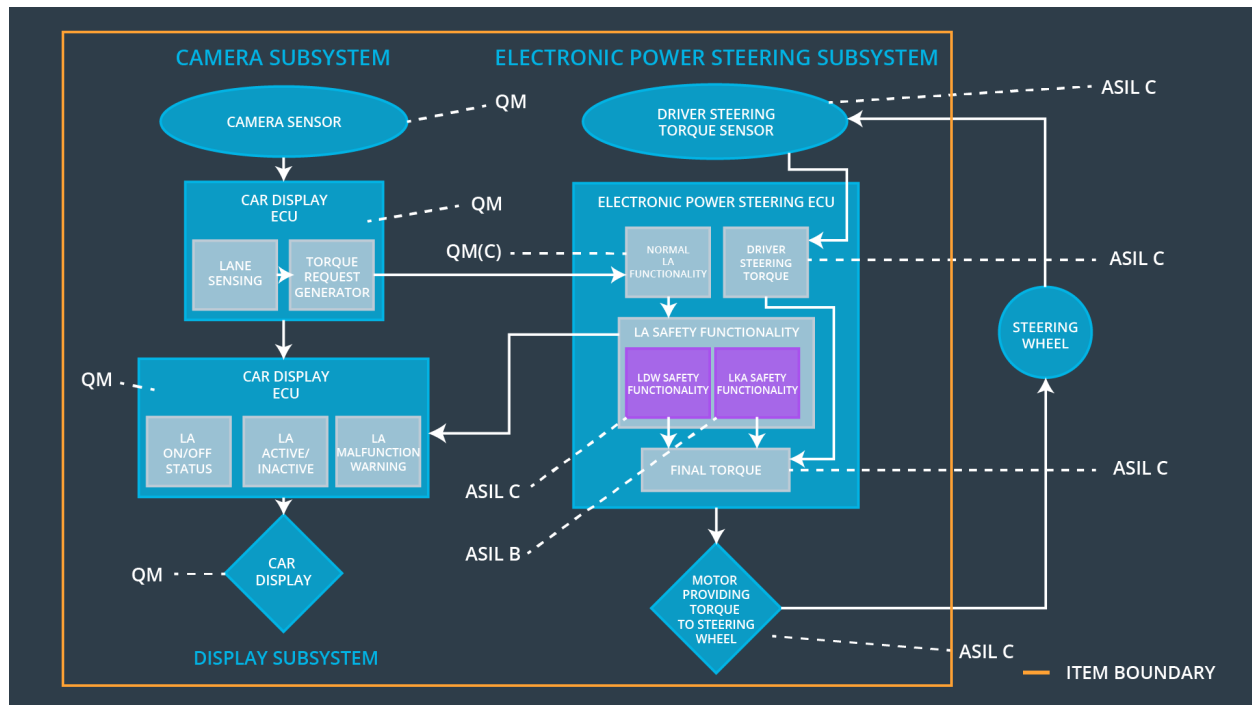 CAMERA SUBSYSTEM
ELECTRONIC POWER STEERING SUBSYSTEM
CAMERA SENSOR
QM
DRIVER STEERING
TORQUE SENSOR
ASIL C
CAR DISPLAY
ECU
QM
LANE
SENSING
TORQUE
REQUEST
GENERATOR
ELECTRONIC POWER STEERING ECU
QM(C)
NORMAL
LA
FUNCTIONALITY
DRIVER
STEERING
TORQUE
ASIL C
STEERING
WHEEL
LA SAFETY FUNCTIONALITY
LDW SAFETY
FUNCTIONALITY
LKA SAFETY
FUNCTIONALITY
QM
CAR DISPLAY
ECU
LA
ON/OFF
STATUS
LA
ACTIVE/
INACTIVE
LA
MALFUNCTION
WARNING
FINAL TORQUE
ASIL C
ASIL C
ASIL B
QM
CAR
DISPLAY
MOTOR
PROVIDING
TORQUE
TO STEERING
WHEEL
ASIL C
DISPLAY SUBSYSTEM
ITEM BOUNDARY